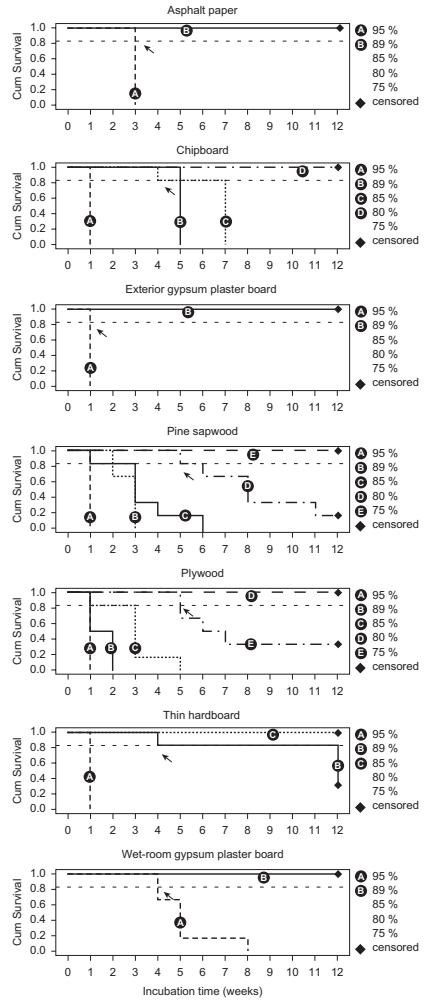 Asphalt paper
Cum Survival
1.0
0.8
0.6
0.4
0.2
0.0
A
B
0 1 2 3 4 5 6 7 8 9 10 11 12
A 95 %
B 89 %
85 %
80 %
75 %
censored
Chipboard
Cum Survival
1.0
0.8
0.6
0.4
0.2
0.0
A
B
C
D
0 1 2 3 4 5 6 7 8 9 10 11 12
A 95 %
B 89 %
C 85 %
D 80 %
75 %
censored
Exterior gypsum plaster board
Cum Survival
1.0
0.8
0.6
0.4
0.2
0.0
A
B
0 1 2 3 4 5 6 7 8 9 10 11 12
A 95 %
B 89 %
85 %
80 %
75 %
censored
Pine sapwood
Cum Survival
1.0
0.8
0.6
0.4
0.2
0.0
A
B
C
D
E
0 1 2 3 4 5 6 7 8 9 10 11 12
A 95 %
B 89 %
C 85 %
D 80 %
E 75 %
censored
Plywood
Cum Survival
1.0
0.8
0.6
0.4
0.2
0.0
A
B
C
D
E
0 1 2 3 4 5 6 7 8 9 10 11 12
A 95 %
B 89 %
C 85 %
D 80 %
E 75 %
censored
Thin hardboard
Cum Survival
1.0
0.8
0.6
0.4
0.2
0.0
A
B
C
0 1 2 3 4 5 6 7 8 9 10 11 12
A 95 %
B 89 %
C 85 %
80 %
75 %
censored
Wet-room gypsum plaster board
Cum Survival
1.0
0.8
0.6
0.4
0.2
0.0
A
B
0 1 2 3 4 5 6 7 8 9 10 11 12
A 95 %
B 89 %
85 %
80 %
75 %
censored
Incubation time (weeks)